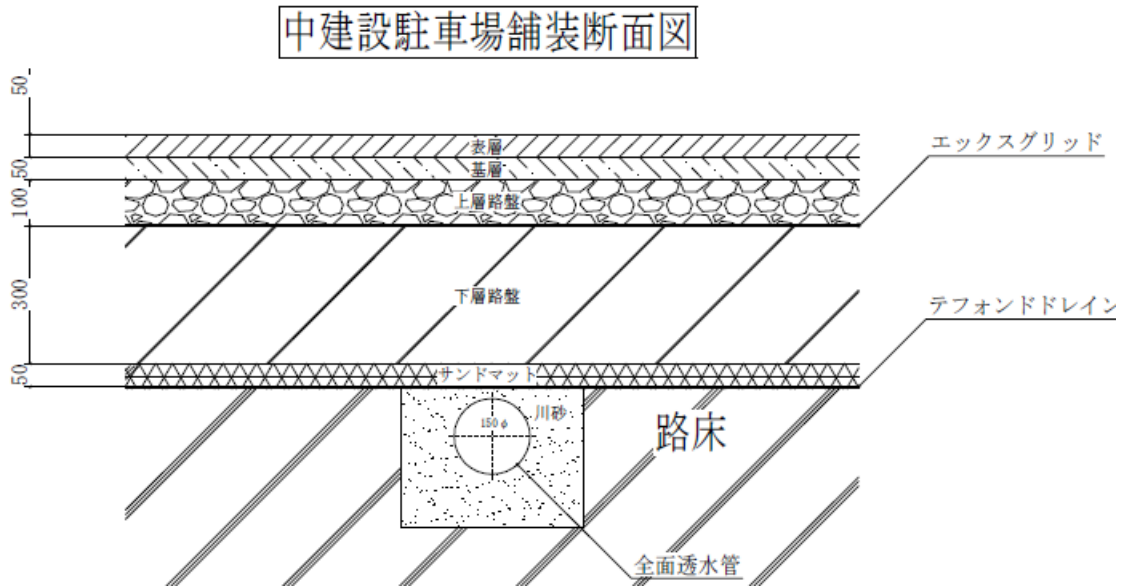 中建設駐車場舗装断面図
50
表層
エックスグリッド
50
基層
100
上層路盤
300
下層路盤
テフォンドドレイン
50
サンドマット
150φ
川砂
路床
全面透水管